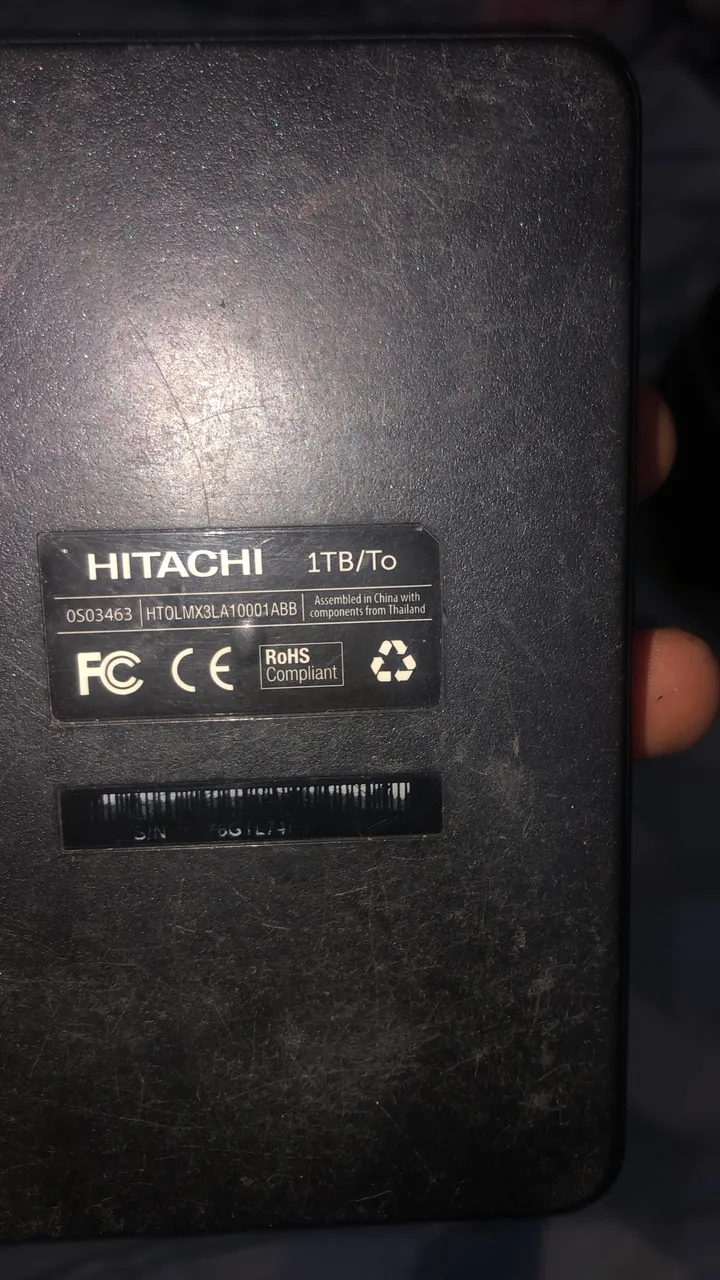 HITACHI 1TB/To
0S03463 HTOLMX3LA10001ABB Assembled in China with
components from Thailand
FC CE RoHS
Compliant
S/N